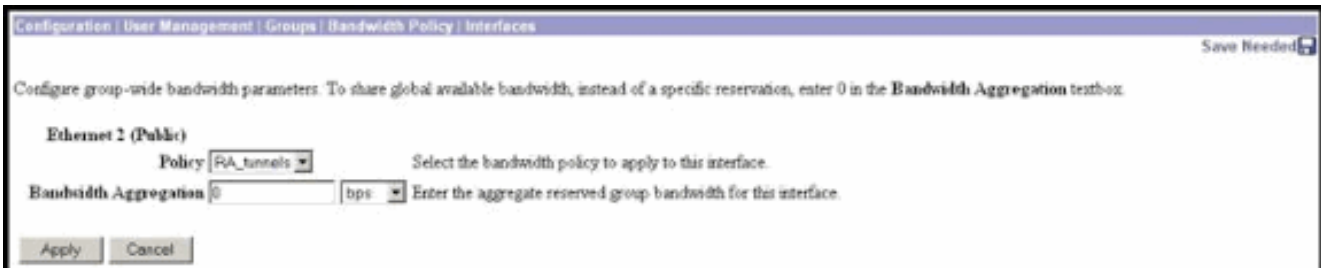 Configuration | User Management | Groups | Bandwidth Policy | Interfaces
Save Needed
Configure group-wide bandwidth parameters. To share global available bandwidth, instead of a specific reservation, enter 0 in the Bandwidth Aggregation textbox.
Ethernet 2 (Public)
Policy RA_tunnels Select the bandwidth policy to apply to this interface.
Bandwidth Aggregation 0 bps Enter the aggregate reserved group bandwidth for this interface.
Apply Cancel